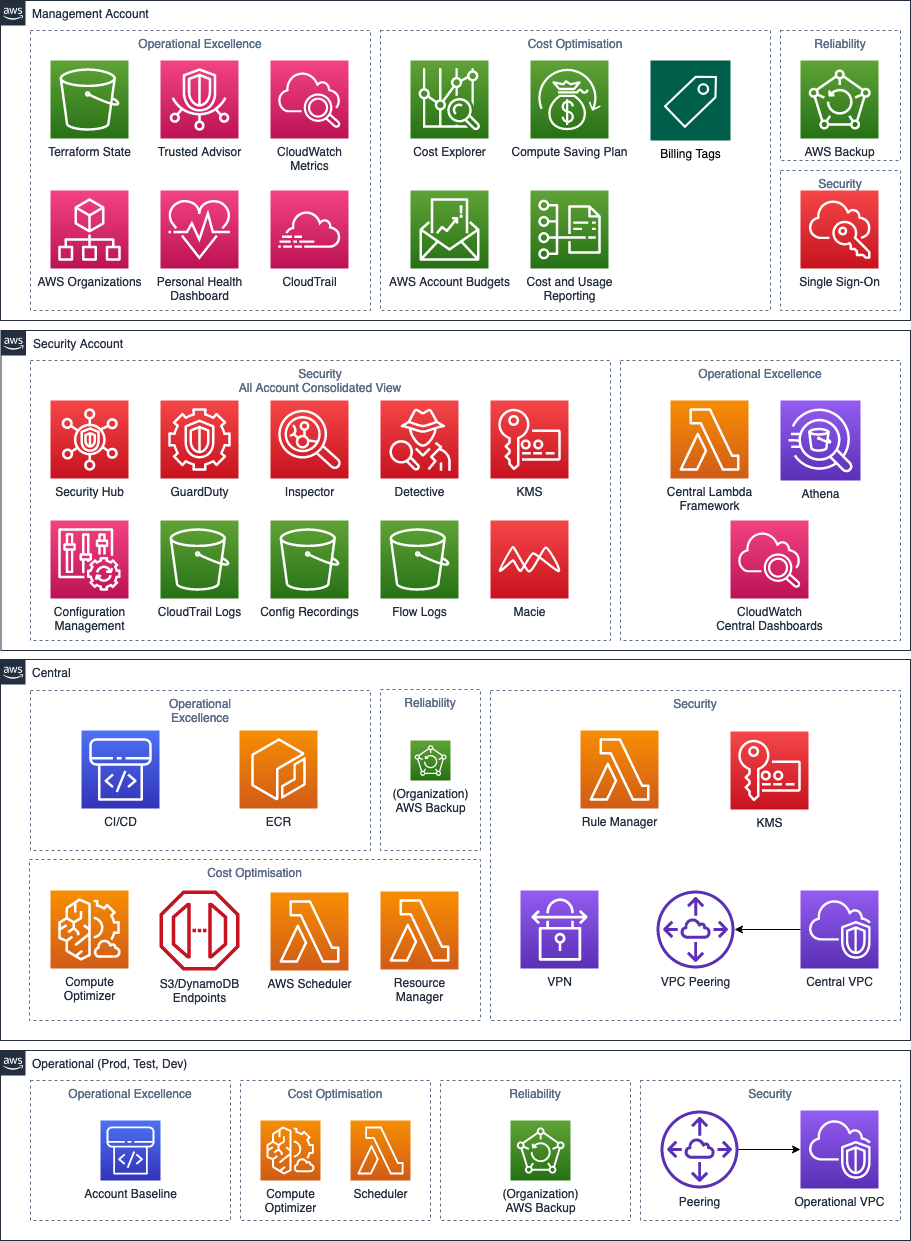 aws
Management Account
Operational Excellence
Cost Optimisation
Reliability
Terraform State
Trusted Advisor
CloudWatch
Metrics
Cost Explorer
Compute Saving Plan
Billing Tags
AWS Backup
Security
AWS Organizations
Personal Health
Dashboard
CloudTrail
AWS Account Budgets
Cost and Usage
Reporting
Single Sign-On
aws
Security Account
Security
All Account Consolidated View
Operational Excellence
Security Hub
GuardDuty
Inspector
Detective
KMS
Central Lambda
Framework
Athena
Configuration
Management
CloudTrail Logs
Config Recordings
Flow Logs
Macie
CloudWatch
Central Dashboards
aws
Central
Operational
Excellence
Reliability
Security
CI/CD
ECR
(Organization)
AWS Backup
Rule Manager
KMS
Cost Optimisation
Compute
Optimizer
S3/DynamoDB
Endpoints
AWS Scheduler
Resource
Manager
VPN
VPC Peering
Central VPC
aws
Operational (Prod, Test, Dev)
Operational Excellence
Cost Optimisation
Reliability
Security
Account Baseline
Compute
Optimizer
Scheduler
(Organization)
AWS Backup
Peering
Operational VPC